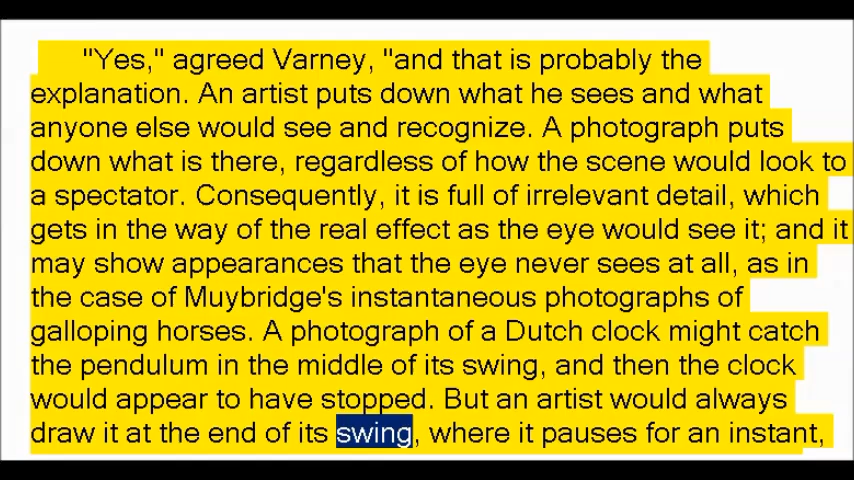 "Yes," agreed Varney, "and that is probably the
explanation. An artist puts down what he sees and what
anyone else would see and recognize. A photograph puts
down what is there, regardless of how the scene would look to
a spectator. Consequently, it is full of irrelevant detail, which
gets in the way of the real effect as the eye would see it; and it
may show appearances that the eye never sees at all, as in
the case of Muybridge's instantaneous photographs of
galloping horses. A photograph of a Dutch clock might catch
the pendulum in the middle of its swing, and then the clock
would appear to have stopped. But an artist would always
draw it at the end of its swing, where it pauses for an instant,